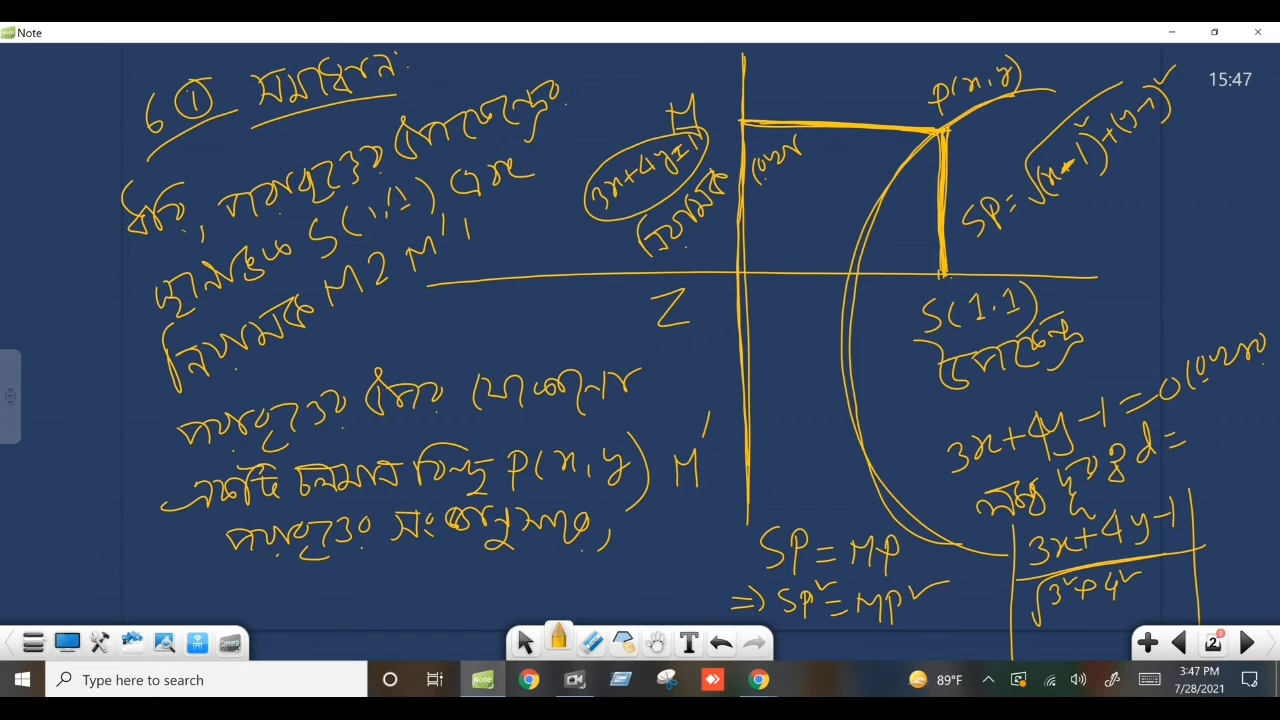 Note
15:47
6 ① সমাধান:
ধরি, পরাবৃত্তের উপকেন্দ্রের
স্থানাঙ্ক S(1,1) এবং
নিয়ামক M Z M'।
পরাবৃত্তের উপর যেকোনো
একটি চলমান বিন্দু P(x,y)
পরাবৃত্তের সংজ্ঞানুসারে,
M
3x+4y=1
নিয়ামক
P(x,y)
SP=√(x-1)²+(y-1)²
Z
S(1.1)
উপকেন্দ্র
M'
SP=MP
⇒SP²=MP²
3x+4y-1=0
লম্ব দূরত্ব d=
|3x+4y-1
√3²+4²|
2
Type here to search
89°F
3:47 PM
7/28/2021